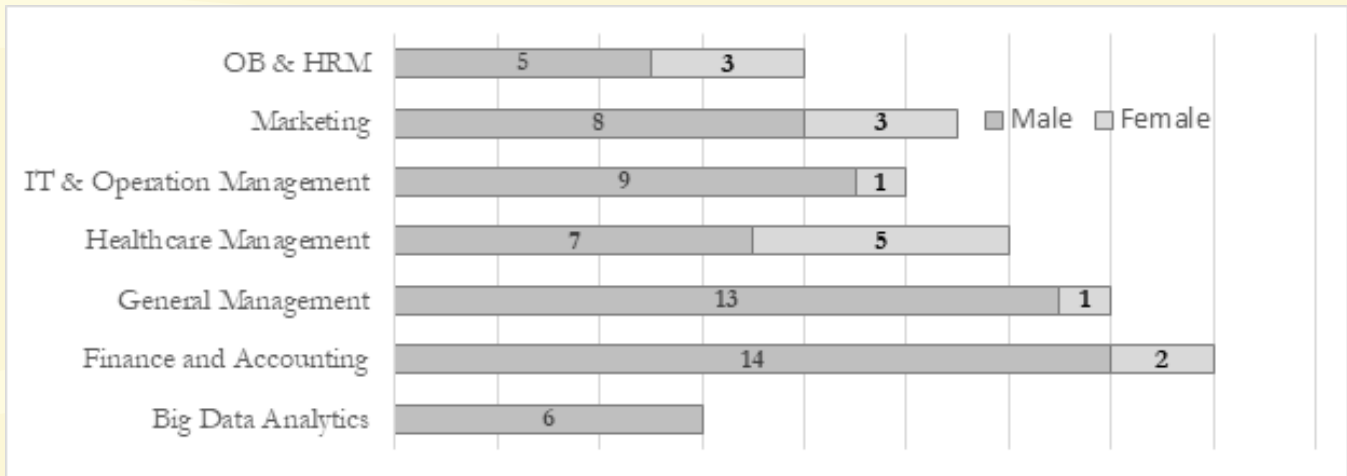 OB & HRM 5 3
Marketing 8 3 Male Female
IT & Operation Management 9 1
Healthcare Management 7 5
General Management 13 1
Finance and Accounting 14 2
Big Data Analytics 6